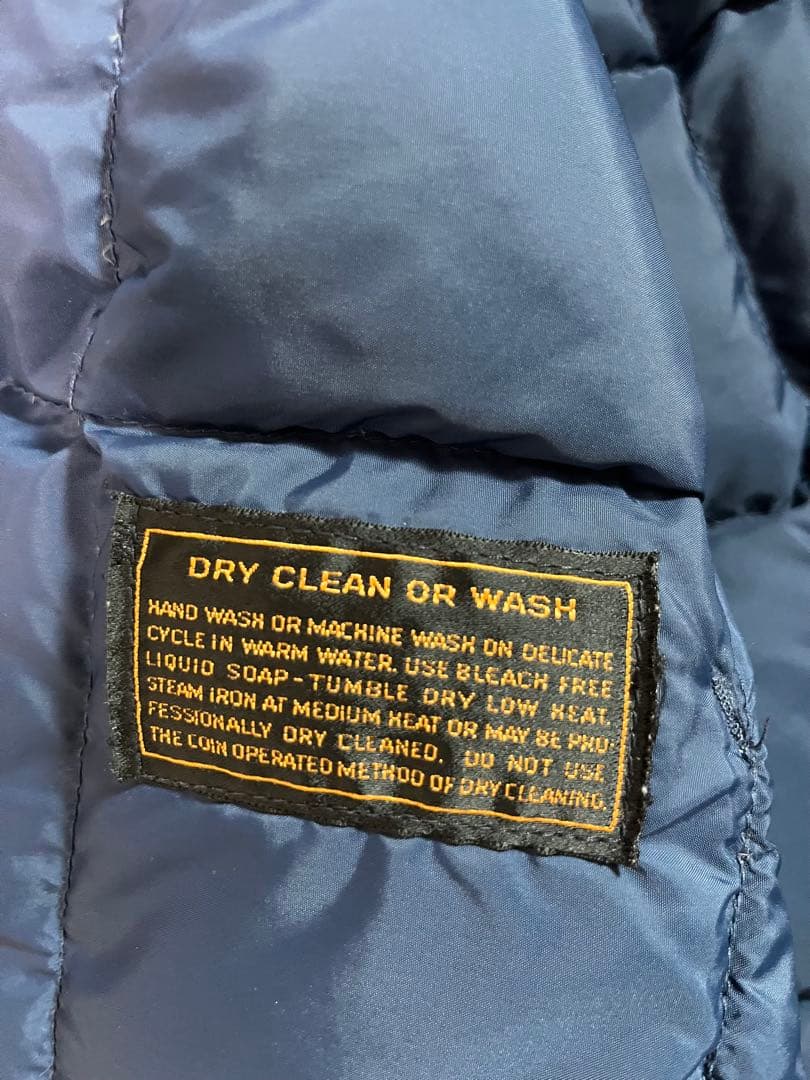 DRY CLEAN OR WASH
HAND WASH OR MACHINE WASH ON DELICATE
CYCLE IN WARM WATER. USE BLEACH FREE
LIQUID SOAP-TUMBLE DRY LOW HEAT.
STEAM IRON AT MEDIUM HEAT OR MAY BE PRO-
FESSIONALLY DRY CLEANED. DO NOT USE
THE COIN OPERATED METHOD OF DRY CLEANING.